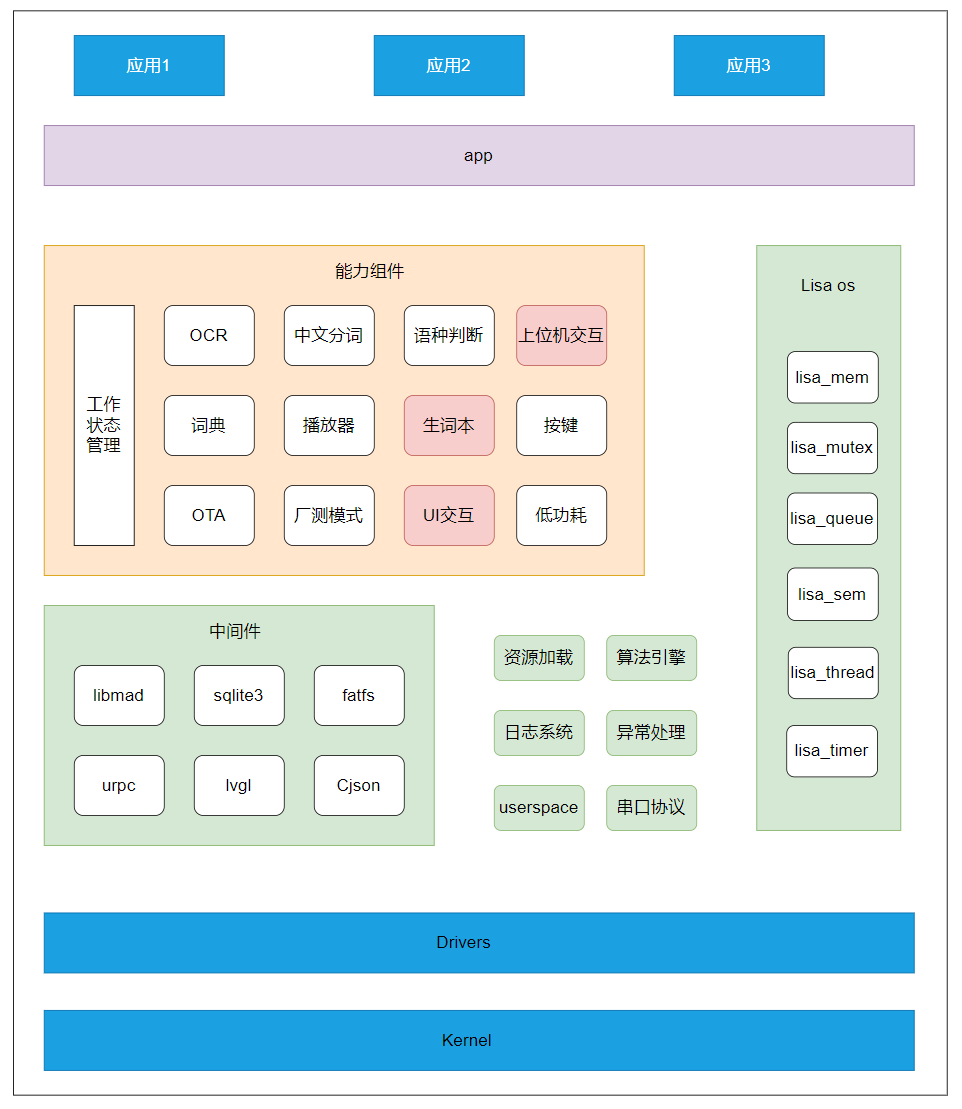 应用1
应用2
应用3
app
能力组件
工作
状态
管理
OCR
中文分词
语种判断
上位机交互
词典
播放器
生词本
按键
OTA
厂测模式
UI交互
低功耗
Lisa os
lisa_mem
lisa_mutex
lisa_queue
lisa_sem
lisa_thread
lisa_timer
中间件
libmad
sqlite3
fatfs
urpc
lvgl
Cjson
资源加载
算法引擎
日志系统
异常处理
userspace
串口协议
Drivers
Kernel